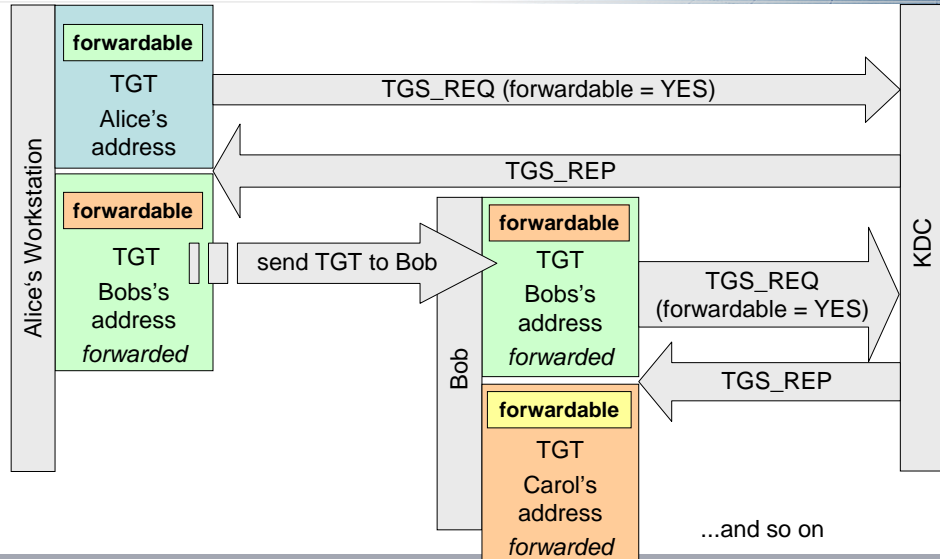 Alice's Workstation
forwardable
TGT
Alice's
address
TGS_REQ (forwardable = YES)
TGS_REP
forwardable
TGT
Bobs's
address
forwarded
send TGT to Bob
Bob
forwardable
TGT
Bobs's
address
forwarded
TGS_REQ
(forwardable = YES)
TGS_REP
forwardable
TGT
Carol's
address
forwarded
KDC
...and so on